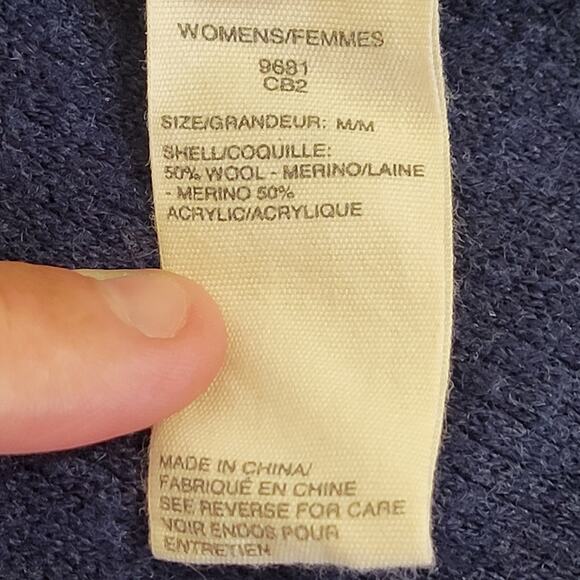 WOMENS/FEMMES
9681
CB2
SIZE/GRANDEUR: M/M
SHELL/COQUILLE:
50% WOOL - MERINO/LAINE
- MERINO 50%
ACRYLIC/ACRYLIQUE
MADE IN CHINA/
FABRIQUÉ EN CHINE
SEE REVERSE FOR CARE
VOIR ENDOS POUR
ENTRETIEN